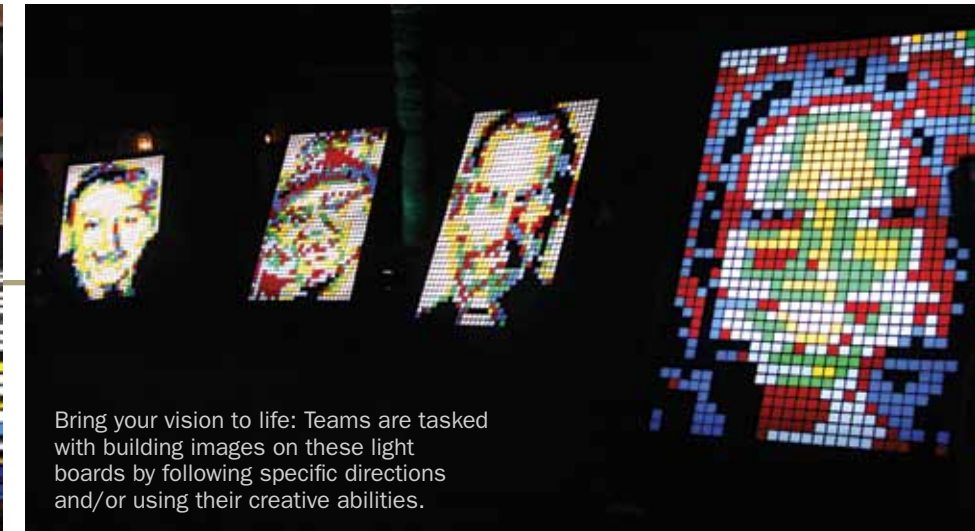 Bring your vision to life: Teams are tasked
with building images on these light
boards by following specific directions
and/or using their creative abilities.